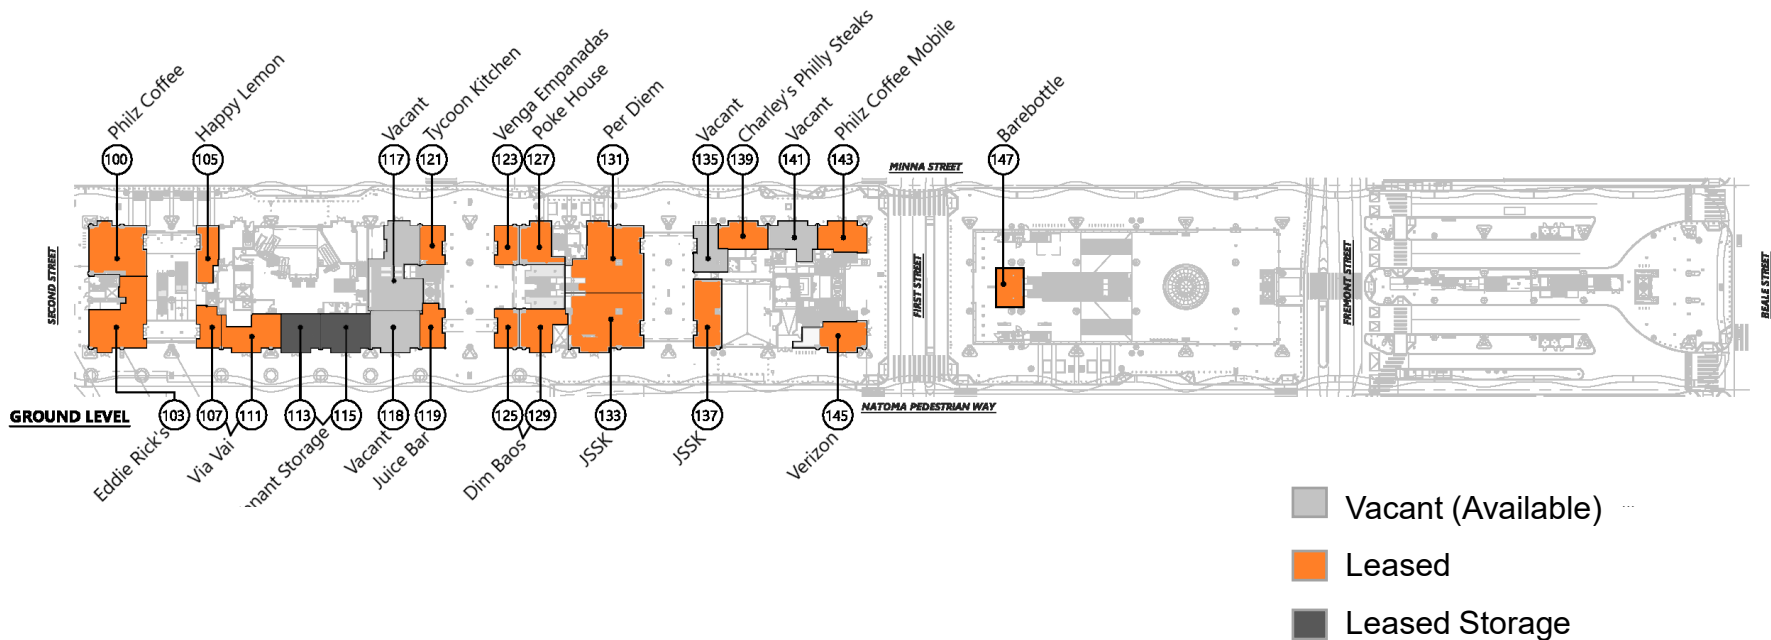 Philz Coffee
Happy Lemon
Vacant
Tycoon Kitchen
Venga Empanadas
Poke House
Per Diem
Vacant
Charley's Philly Steaks
Vacant
Philz Coffee Mobile
Barebottle
100
105
117
121
123
127
131
135
139
141
143
147
MINNA STREET
SECOND STREET
FIRST STREET
FREMONT STREET
BEALE STREET
GROUND LEVEL
103
107
111
113
115
118
119
125
129
133
137
145
NATOMA PEDESTRIAN WAY
Eddie Rick's
Via Vai
nant Storage
Vacant
Juice Bar
Dim Baos
JSSK
JSSK
Verizon
Vacant (Available)
...
Leased
Leased Storage